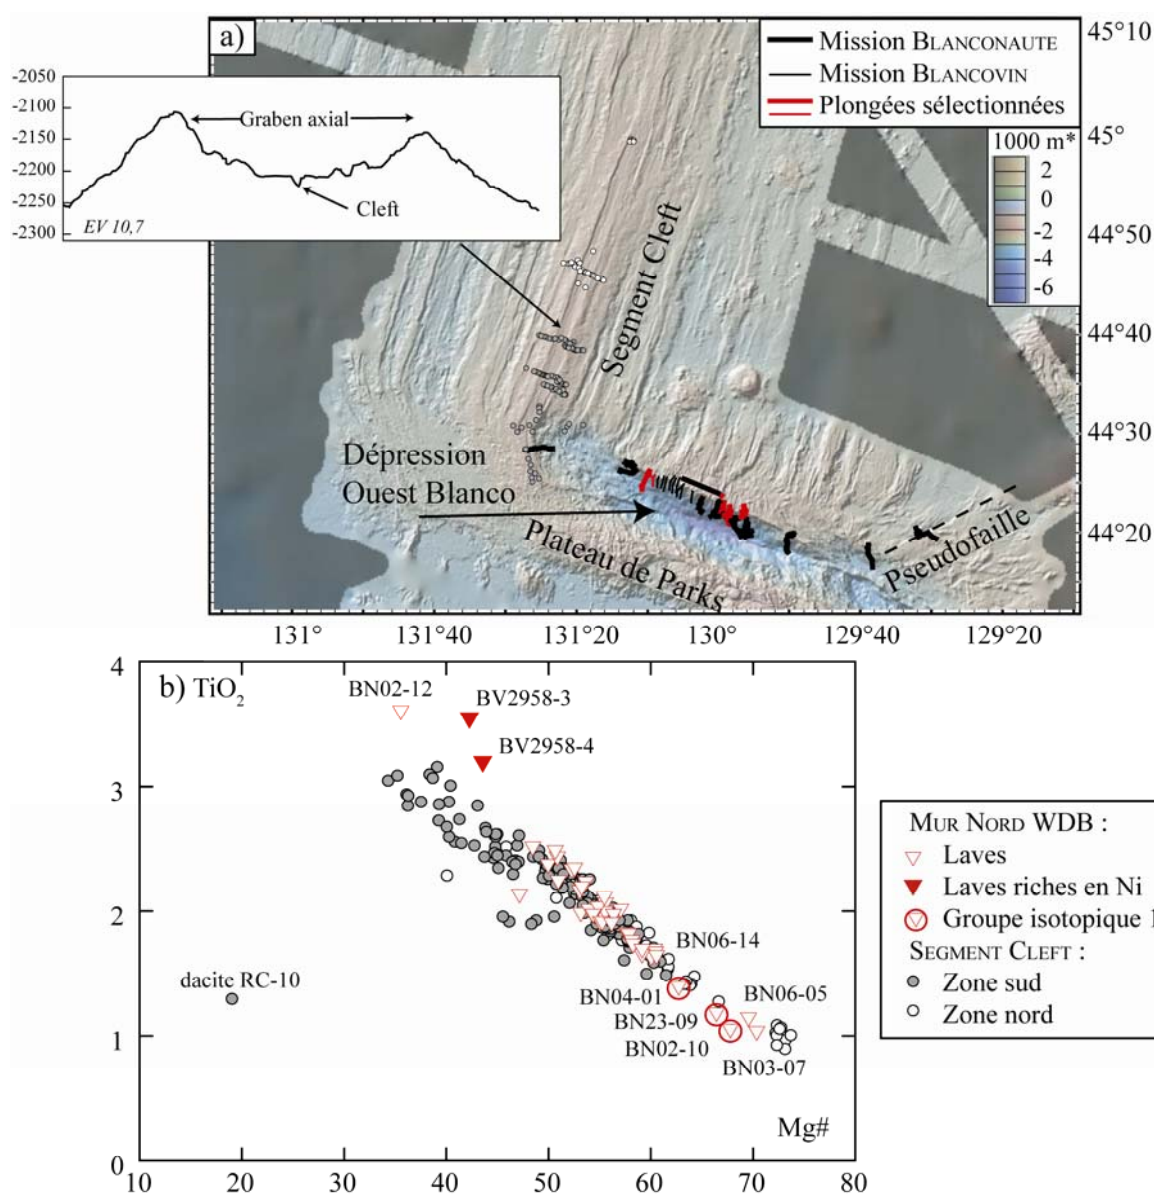 a)
Mission BLANCONAUTE
Mission BLANCOVIN
Plongées sélectionnées
1000 m*
2
0
-2
-4
-6
-2050
-2100
-2150
-2200
-2250
-2300
Graben axial
Cleft
EV 10,7
Segment Cleft
Dépression
Ouest Blanco
Plateau de Parks
Pseudofaille
45°10
45°
44°50
44°40
44°30
44°20
131°
131°40
131°20
130°
129°40
129°20
b) TiO2
4
3
2
1
0
BN02-12
BV2958-3
BV2958-4
dacite RC-10
BN06-14
BN04-01
BN06-05
BN23-09
BN02-10
BN03-07
Mg#
10 20 30 40 50 60 70 80
MUR NORD WDB :
Laves
Laves riches en Ni
Groupe isotopique 1
SEGMENT CLEFT :
Zone sud
Zone nord